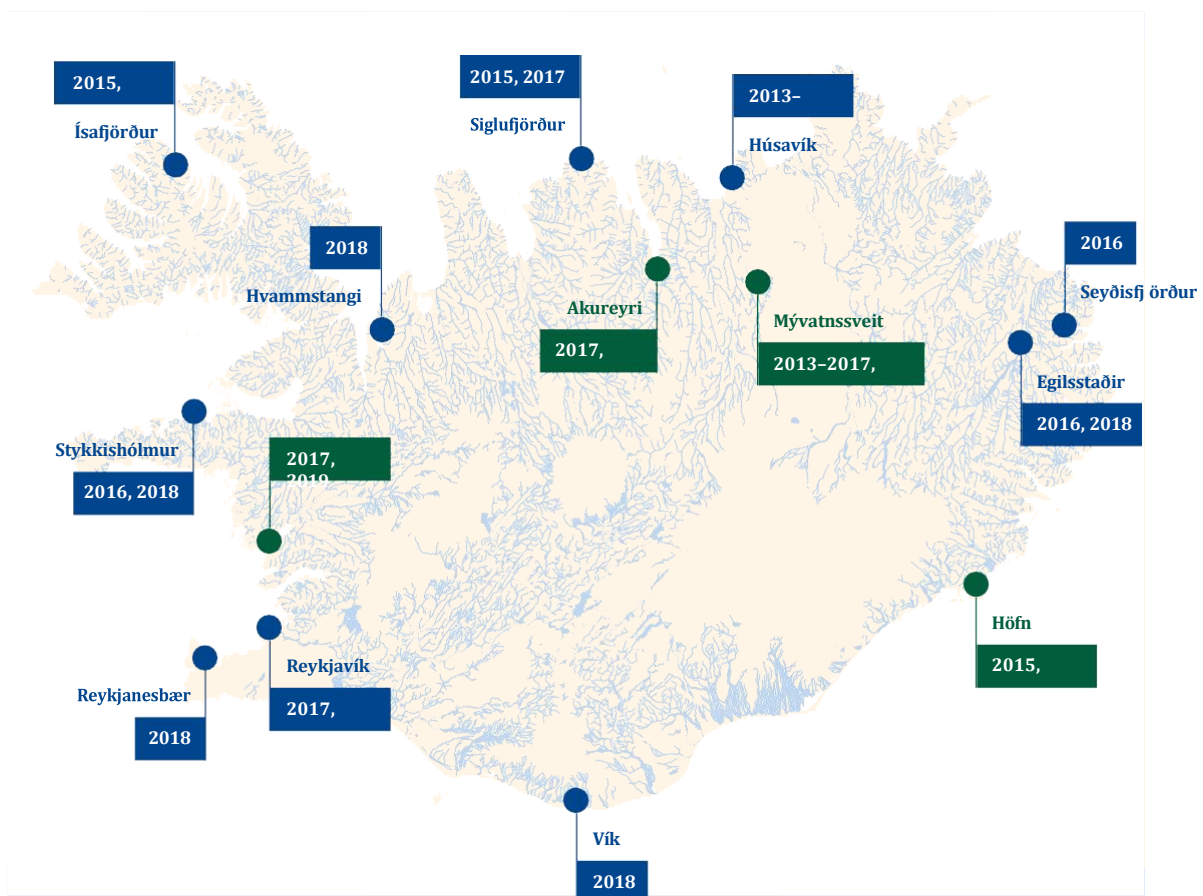 2015,
Ísafjörður
2015, 2017
Siglufjörður
2013–
Húsavík
2018
Hvammstangi
2016
Seyðisfj örður
Akureyri
2017,
Mývatnssveit
2013–2017,
Egilsstaðir
2016, 2018
Stykkishólmur
2016, 2018
2017,
2019
Höfn
2015,
Reykjavík
2017,
Reykjanesbær
2018
Vík
2018